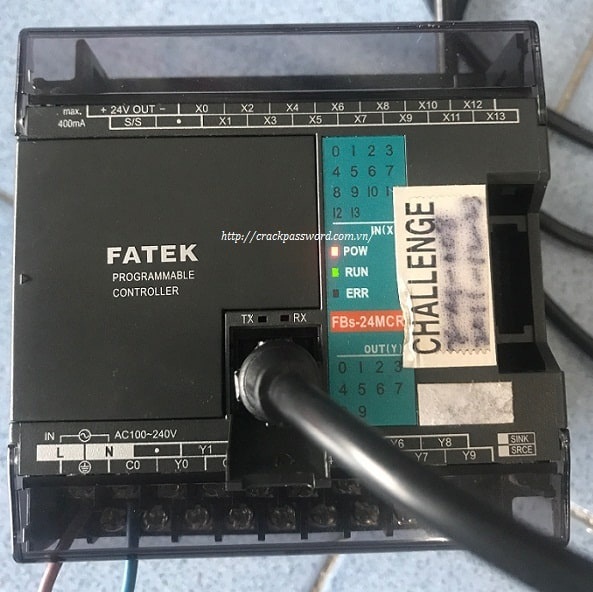 max. 400mA
+ 24V OUT − X0 X2 X4 X6 X8 X10 X12
S/S • X1 X3 X5 X7 X9 X11 X13
0 1 2 3
4 5 6 7
8 9 10
12 13
IN(X
http://crackpassword.com.vn/
POW
RUN
ERR
FATEK
PROGRAMMABLE
CONTROLLER
CHALLENGE
TX RX
FBs-24MCR
OUT(Y)
0 1 2 3
4 5 6 7
9
IN AC100~240V
L N • Y1 Y6 Y8
C0 Y0 Y7 Y9
SINK
SRCE